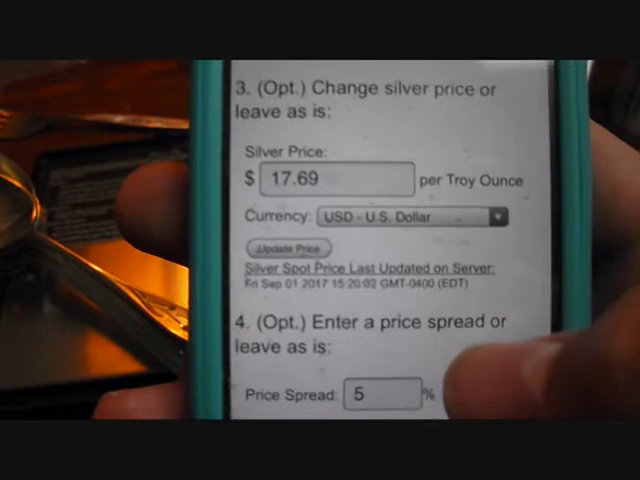 3. (Opt.) Change silver price or
leave as is:
Silver Price:
$ 17.69 per Troy Ounce
Currency: USD - U.S. Dollar
Update Price
Silver Spot Price Last Updated on Server:
Fri Sep 01 2017 15:20:02 GMT-0400 (EDT)
4. (Opt.) Enter a price spread or
leave as is:
Price Spread: 5 %